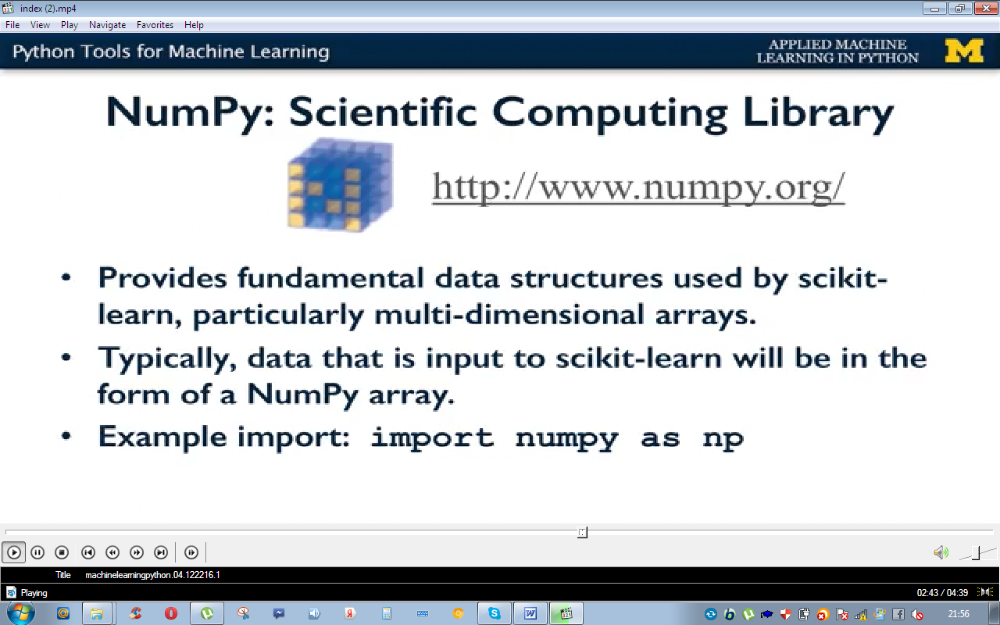 index (2).mp4
File View Play Navigate Favorites Help
Python Tools for Machine Learning
APPLIED MACHINE
LEARNING IN PYTHON
M
NumPy: Scientific Computing Library
http://www.numpy.org/
• Provides fundamental data structures used by scikit-
learn, particularly multi-dimensional arrays.
• Typically, data that is input to scikit-learn will be in the
form of a NumPy array.
• Example import: import numpy as np
Title machinelearningpython.04.122216.1
Playing
02:43 / 04:39
21:56